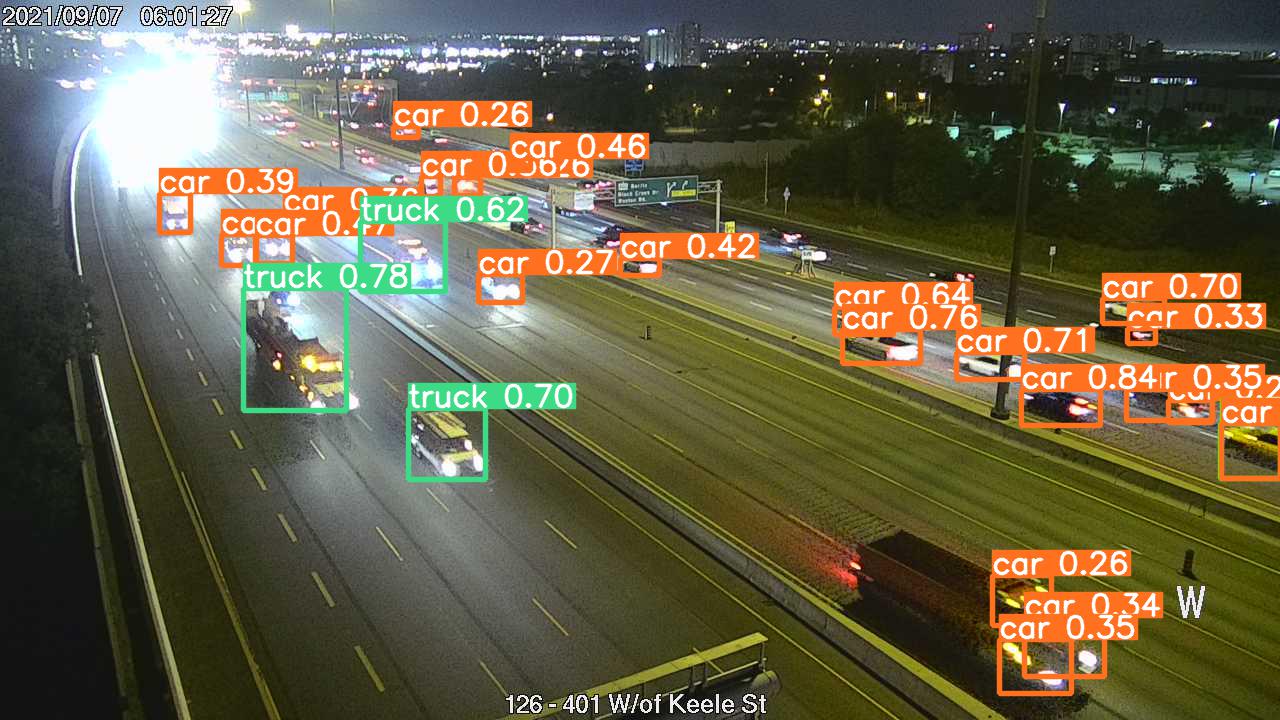 2021/09/07 06:01:27
car 0.26
car 0.46
car 0.39
truck 0.62
car 0.42
car 0.27
truck 0.78
car 0.70
car 0.64
car 0.33
car 0.76
car 0.71
car 0.84
0.35
car
truck 0.70
car 0.26
car 0.34
W
car 0.35
126 - 401 W/of Keele St